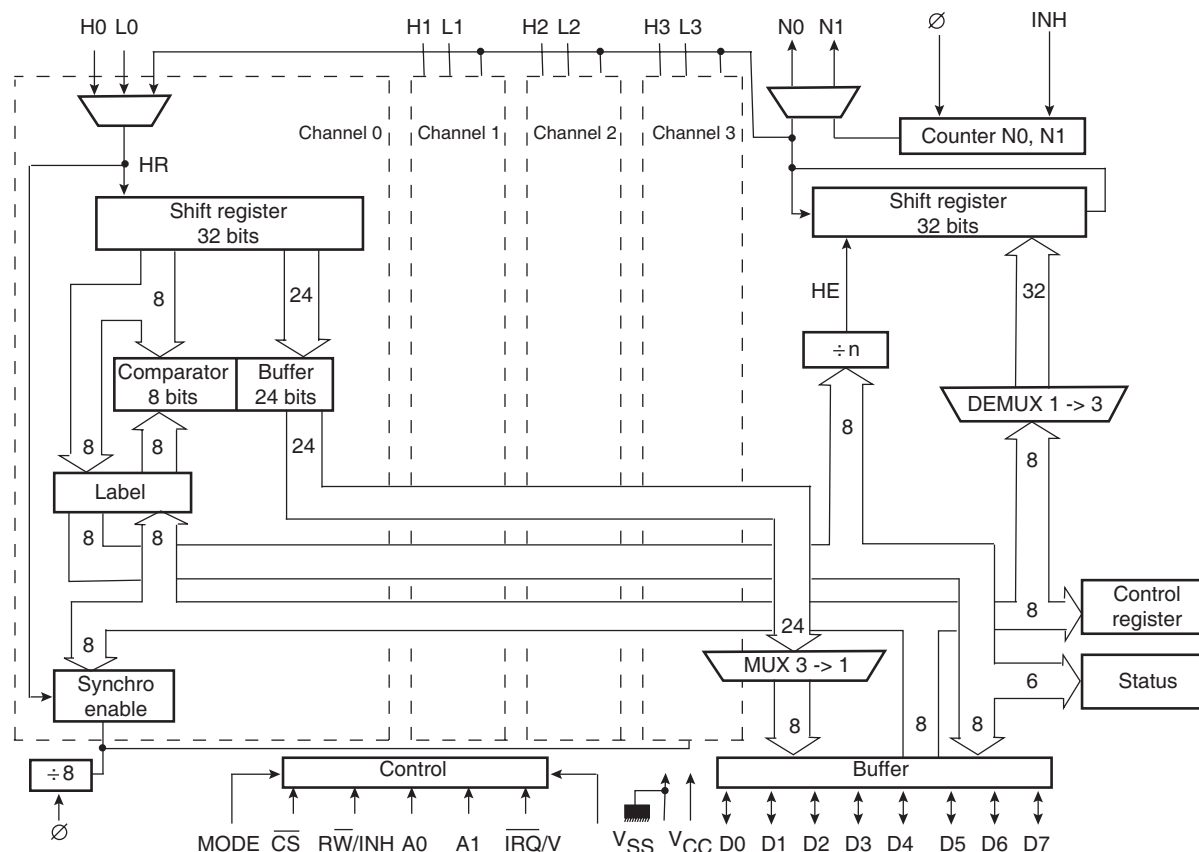 H0 L0
H1 L1
H2 L2
H3 L3
N0 N1
∅
INH
Channel 0
Channel 1
Channel 2
Channel 3
Counter N0, N1
HR
Shift register
32 bits
Shift register
32 bits
8
24
HE
32
÷n
Comparator
8 bits
Buffer
24 bits
DEMUX 1 -> 3
8
8
24
8
8
Label
8
8
8
Control
register
8
24
MUX 3 -> 1
Synchro
enable
6
Status
8
8
8
÷8
Control
Buffer
∅
MODE CS RW/INH A0 A1 IRQ/V
VSS VCC D0 D1 D2 D3 D4 D5 D6 D7